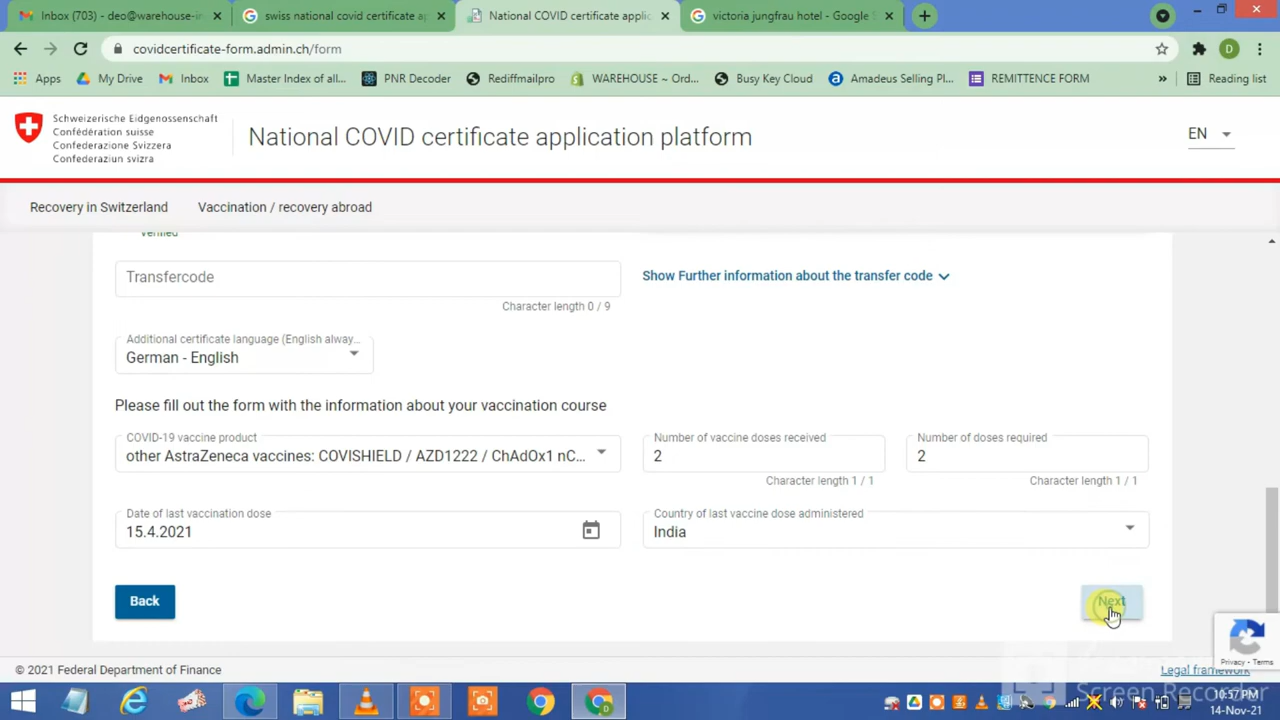 Inbox (703) - deo@warehouse-in
swiss national covid certificate ap
National COVID certificate applic
victoria jungfrau hotel - Google S
covidcertificate-form.admin.ch/form
D
Apps
My Drive
Inbox
Master Index of all...
PNR Decoder
Rediffmailpro
WAREHOUSE ~ Ord...
Busy Key Cloud
Amadeus Selling Pl...
REMITTENCE FORM
»
Reading list
Schweizerische Eidgenossenschaft
Confédération suisse
Confederazione Svizzera
Confederaziun svizra
National COVID certificate application platform
EN
Recovery in Switzerland
Vaccination / recovery abroad
Verified
Transfercode
Show Further information about the transfer code
Character length 0 / 9
Additional certificate language (English alway...
German - English
Please fill out the form with the information about your vaccination course
COVID-19 vaccine product
other AstraZeneca vaccines: COVISHIELD / AZD1222 / ChAdOx1 nC...
Number of vaccine doses received
2
Character length 1 / 1
Number of doses required
2
Character length 1 / 1
Date of last vaccination dose
15.4.2021
Country of last vaccine dose administered
India
Back
Next
Privacy - Terms
© 2021 Federal Department of Finance
Legal framework
Screen Recorder
10:57 PM
14-Nov-21